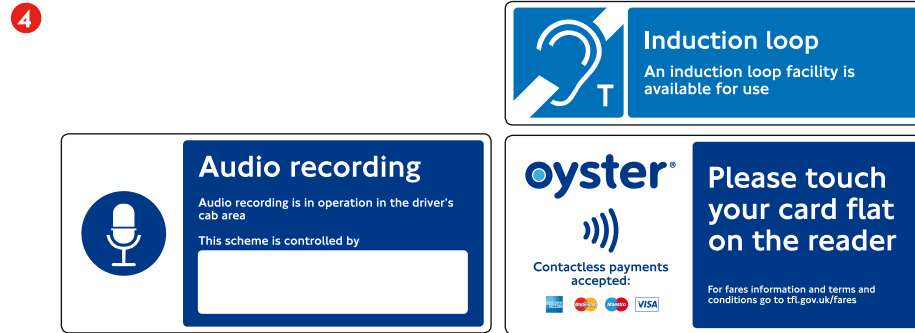 4
Induction loop
An induction loop facility is
available for use
T
Audio recording
Audio recording is in operation in the driver's
cab area
This scheme is controlled by
oyster®
Contactless payments
accepted:
Maestro
VISA
Please touch
your card flat
on the reader
For fares information and terms and
conditions go to tfl.gov.uk/fares